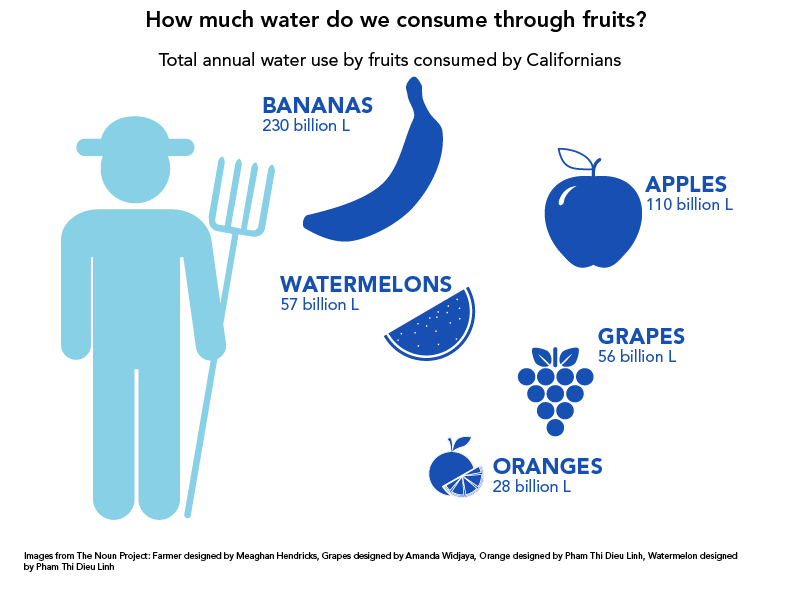 How much water do we consume through fruits?
Total annual water use by fruits consumed by Californians
BANANAS
230 billion L
APPLES
110 billion L
WATERMELONS
57 billion L
GRAPES
56 billion L
ORANGES
28 billion L
Images from The Noun Project: Farmer designed by Meaghan Hendricks, Grapes designed by Amanda Widjaya, Orange designed by Pham Thi Dieu Linh, Watermelon designed
by Pham Thi Dieu Linh